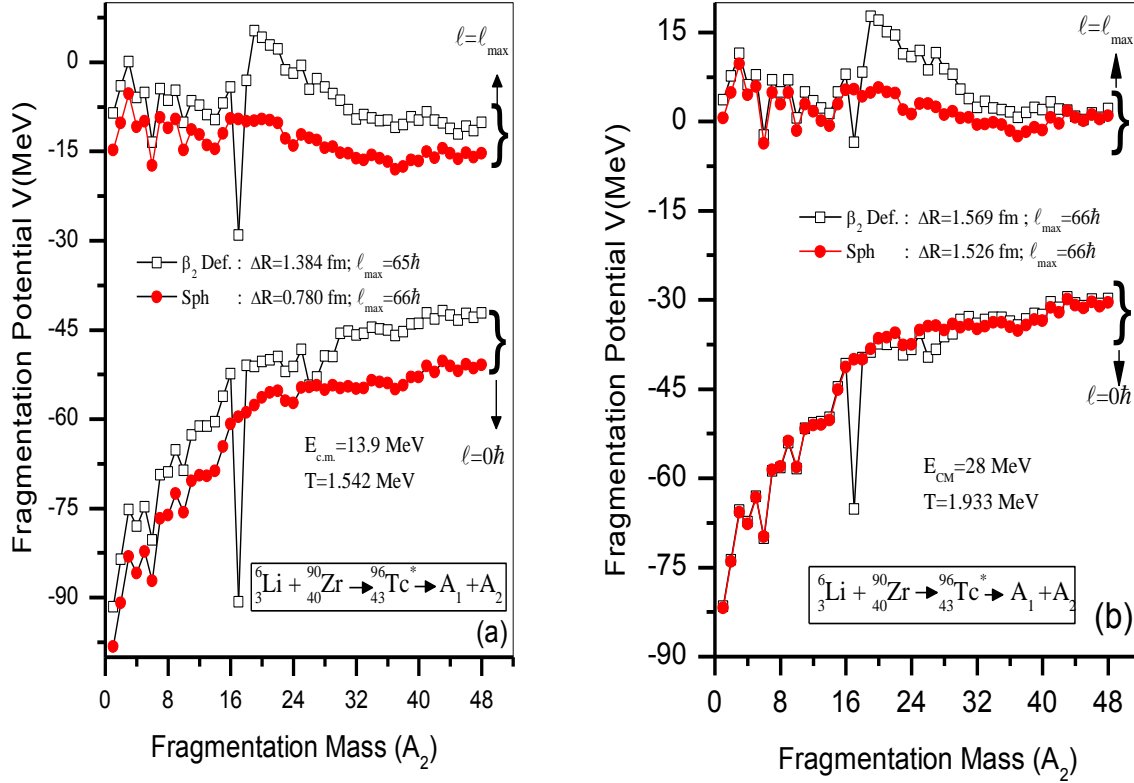 0
-15
-30
-45
-60
-75
-90
Fragmentation Potential V(MeV)
ℓ=ℓmax
}
β2 Def. : ΔR=1.384 fm; ℓmax=65ħ
Sph : ΔR=0.780 fm; ℓmax=66ħ
}
ℓ=0ħ
Ec.m.=13.9 MeV
T=1.542 MeV
⁶₃Li + ⁹⁰₄₀Zr → ⁹⁶₄₃Tc* → A1 + A2
(a)
0 8 16 24 32 40 48
Fragmentation Mass (A2)
15
0
-15
-30
-45
-60
-75
-90
Fragmentation Potential V(MeV)
ℓ=ℓmax
}
β2 Def. : ΔR=1.569 fm ; ℓmax=66ħ
Sph : ΔR=1.526 fm; ℓmax=66ħ
}
ℓ=0ħ
ECM=28 MeV
T=1.933 MeV
⁶₃Li + ⁹⁰₄₀Zr → ⁹⁶₄₃Tc* → A1 + A2
(b)
0 8 16 24 32 40 48
Fragmentation Mass (A2)